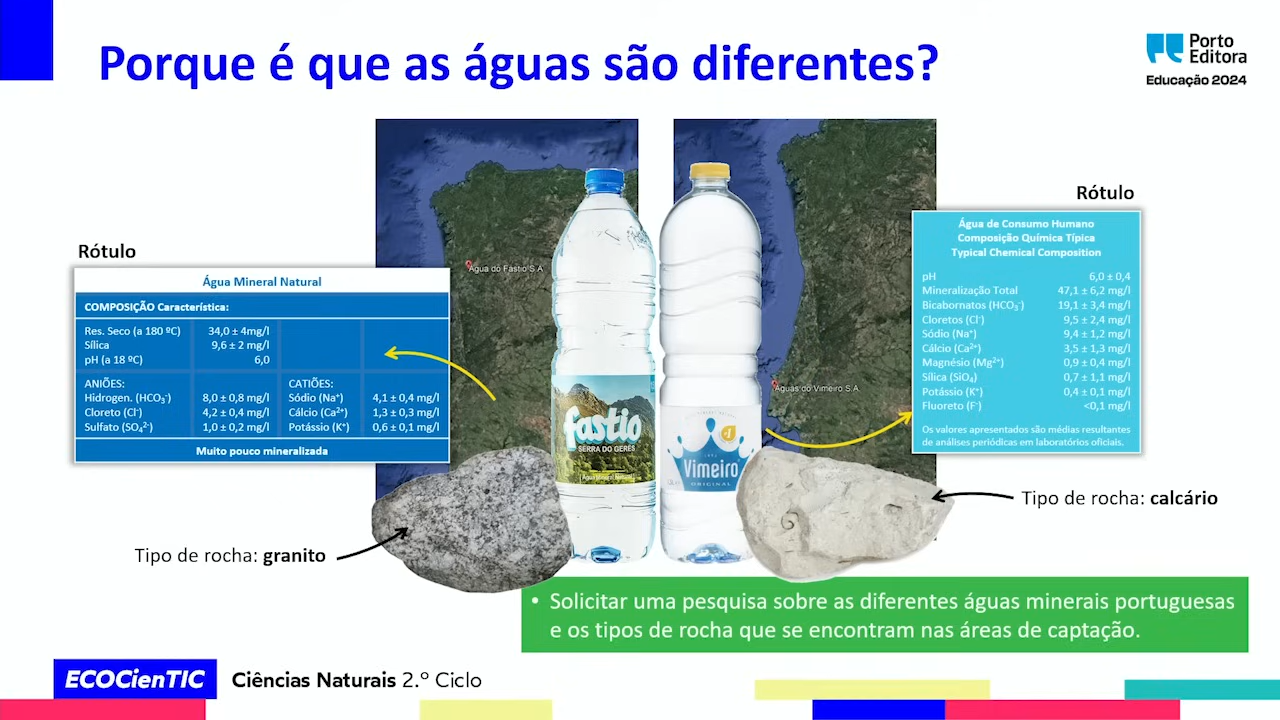 Porque é que as águas são diferentes?
Porto
Editora
Educação 2024
Rótulo
Água Mineral Natural
COMPOSIÇÃO Característica:
Res. Seco (a 180 ºC) 34,0 ± 4mg/l
Sílica 9,6 ± 2 mg/l
pH (a 18 ºC) 6,0
ANIÕES: CATIÕES:
Hidrogen. (HCO₃⁻) 8,0 ± 0,8 mg/l Sódio (Na⁺) 4,1 ± 0,4 mg/l
Cloreto (Cl⁻) 4,2 ± 0,4 mg/l Cálcio (Ca²⁺) 1,3 ± 0,3 mg/l
Sulfato (SO₄²⁻) 1,0 ± 0,2 mg/l Potássio (K⁺) 0,6 ± 0,1 mg/l
Muito pouco mineralizada
Água do Fastio S A
fastio
SERRA DO GERÊS
Água Mineral Natural
Águas do Vimeiro S.A.
Vimeiro
ORIGINAL
Rótulo
Água de Consumo Humano
Composição Química Típica
Typical Chemical Composition
pH 6,0 ± 0,4
Mineralização Total 47,1 ± 6,2 mg/l
Bicabornatos (HCO₃⁻) 19,1 ± 3,4 mg/l
Cloretos (Cl⁻) 9,5 ± 2,4 mg/l
Sódio (Na⁺) 9,4 ± 1,2 mg/l
Cálcio (Ca²⁺) 3,5 ± 1,3 mg/l
Magnésio (Mg²⁺) 0,9 ± 0,4 mg/l
Sílica (SiO₄) 0,7 ± 1,1 mg/l
Potássio (K⁺) 0,4 ± 0,1 mg/l
Fluoreto (F⁻) <0,1 mg/l
Os valores apresentados são médias resultantes
de análises periódicas em laboratórios oficiais.
Tipo de rocha: calcário
Tipo de rocha: granito
• Solicitar uma pesquisa sobre as diferentes águas minerais portuguesas
e os tipos de rocha que se encontram nas áreas de captação.
ECOCienTIC Ciências Naturais 2.º Ciclo